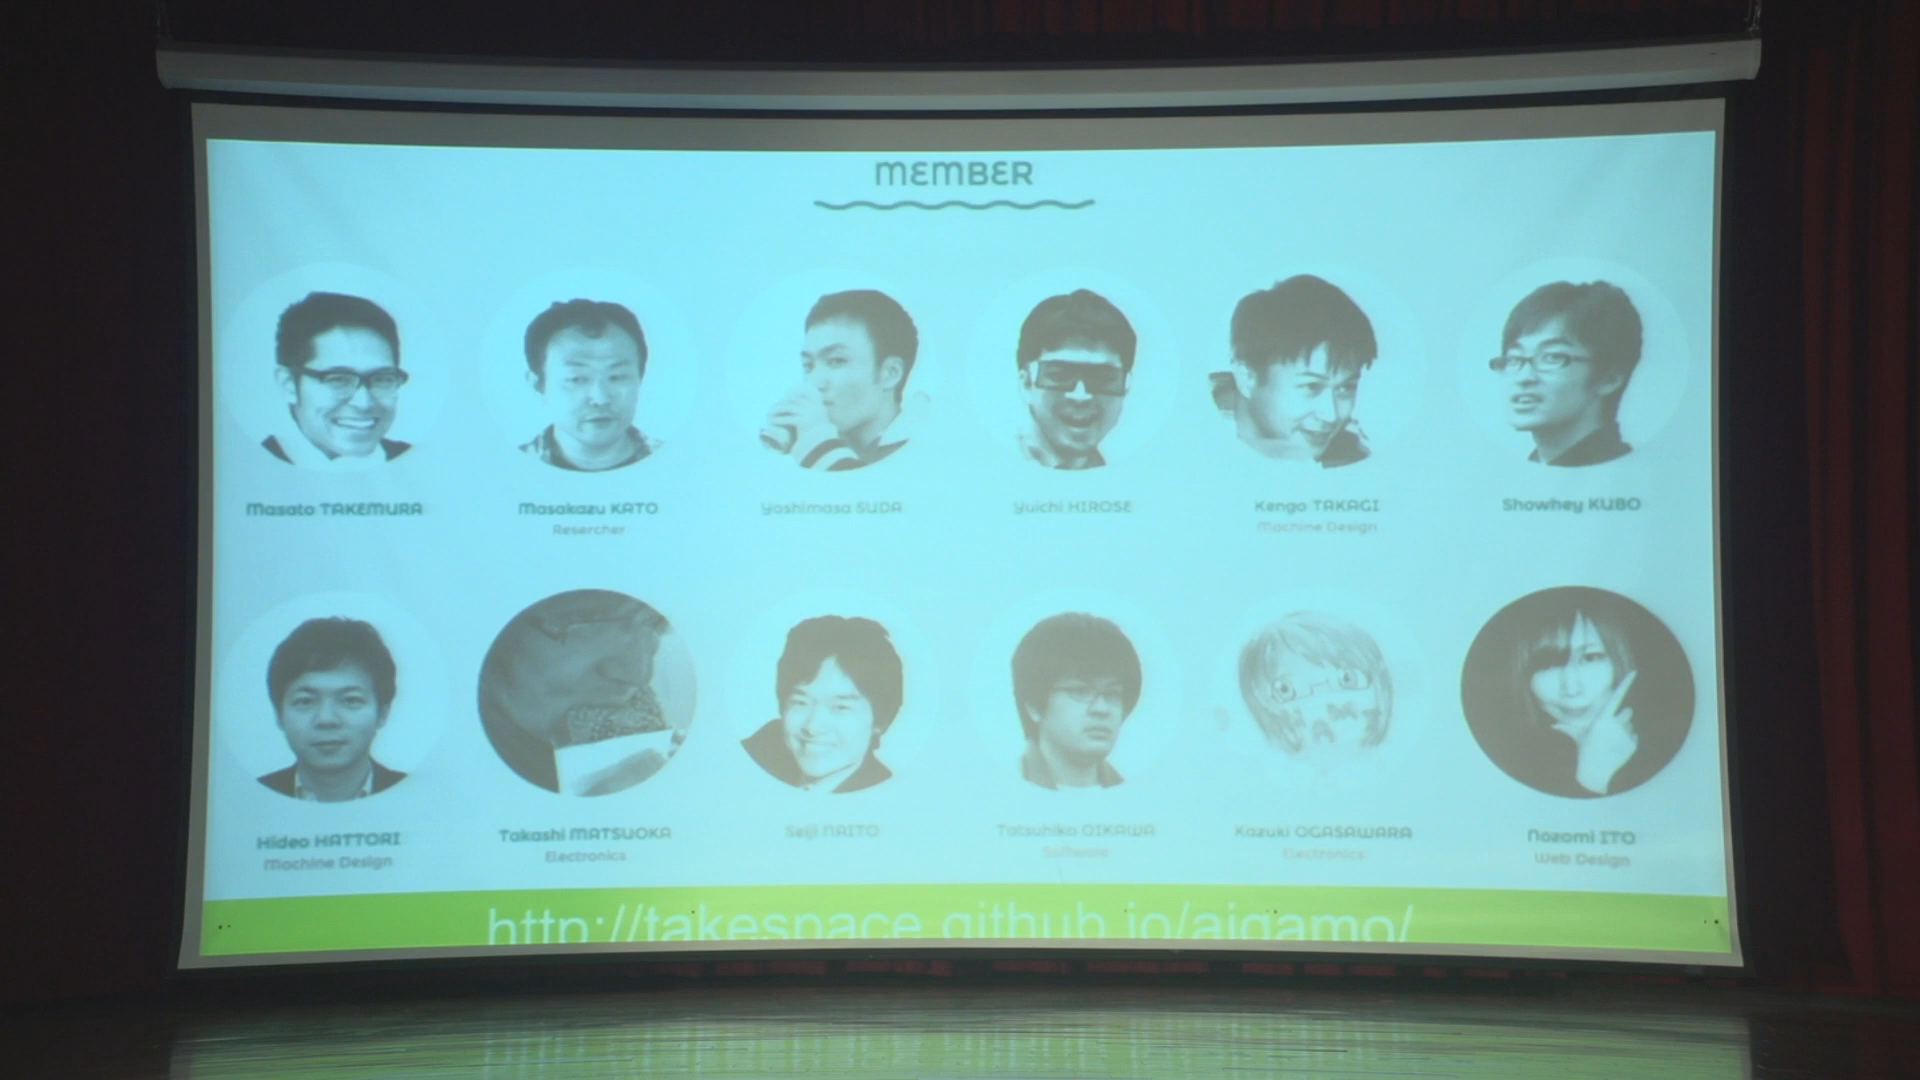 MEMBER
Masato TAKEMURA
Masakazu KATO
Resercher
Yoshimasa SUDA
Yuichi HIROSE
Kengo TAKAGI
Machine Design
Showhey KUBO
Hideo HATTORI
Machine Design
Takashi MATSUOKA
Electronics
Seiji NAITO
Tatsuhiko OIKAWA
Software
Kazuki OGASAWARA
Electronics
Nozomi ITO
Web Design
http://takespace.github.io/aigamo/